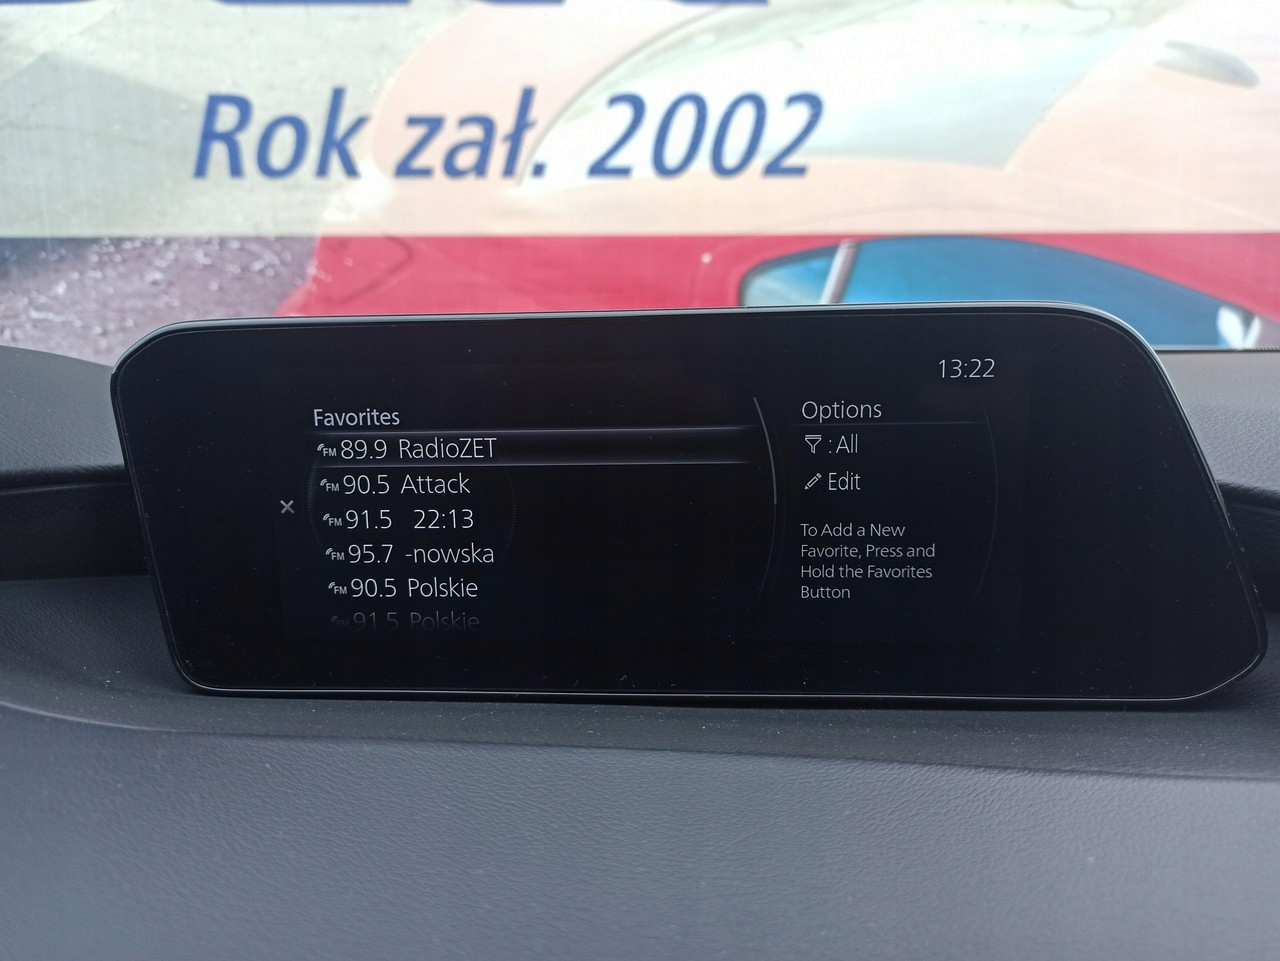 Rok zał. 2002
13:22
Favorites
FM 89.9 RadioZET
FM 90.5 Attack
FM 91.5 22:13
FM 95.7 -nowska
FM 90.5 Polskie
FM 91.5 Polskie
Options
: All
Edit
To Add a New
Favorite, Press and
Hold the Favorites
Button